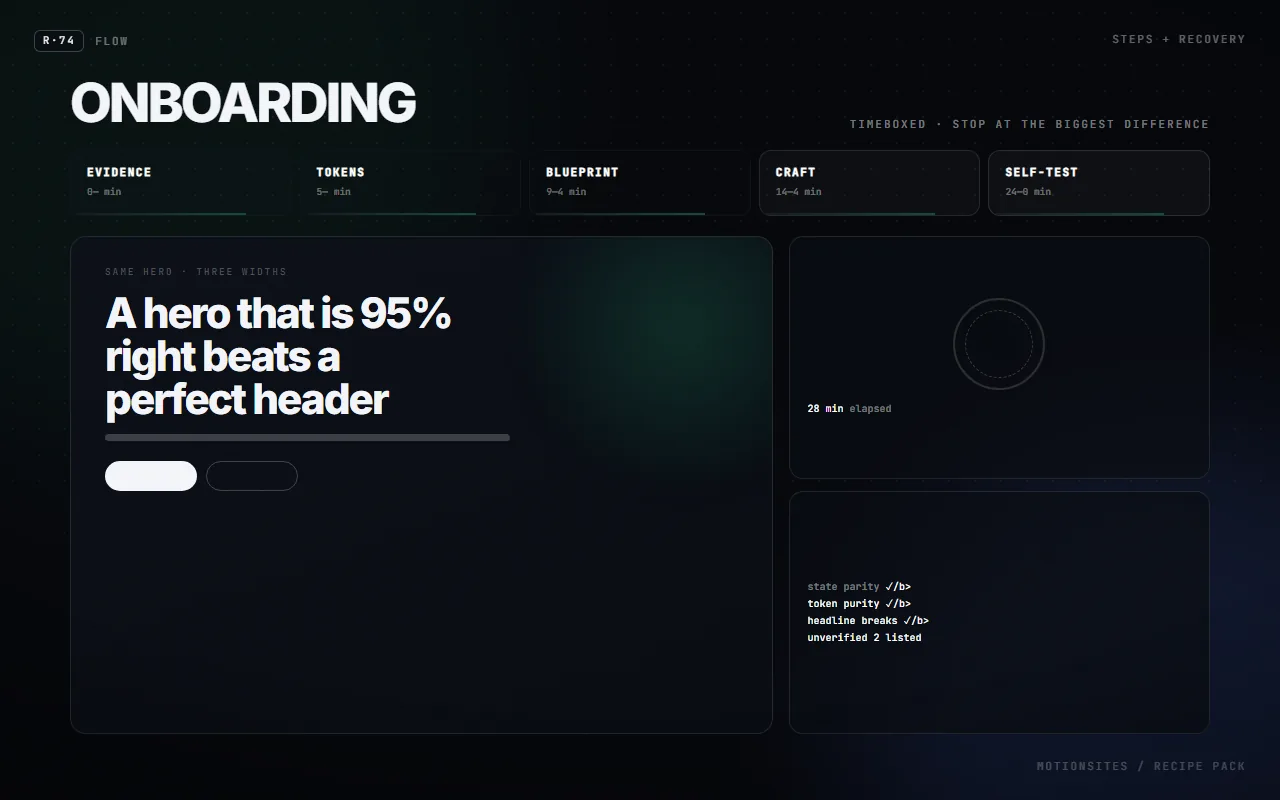 R·74 FLOW
STEPS + RECOVERY
ONBOARDING
TIMEBOXED · STOP AT THE BIGGEST DIFFERENCE
EVIDENCE
0— min
TOKENS
5— min
BLUEPRINT
9—4 min
CRAFT
14—4 min
SELF-TEST
24—0 min
SAME HERO · THREE WIDTHS
A hero that is 95%
right beats a
perfect header
28 min elapsed
state parity ✓/b>
token purity ✓/b>
headline breaks ✓/b>
unverified 2 listed
MOTIONSITES / RECIPE PACK